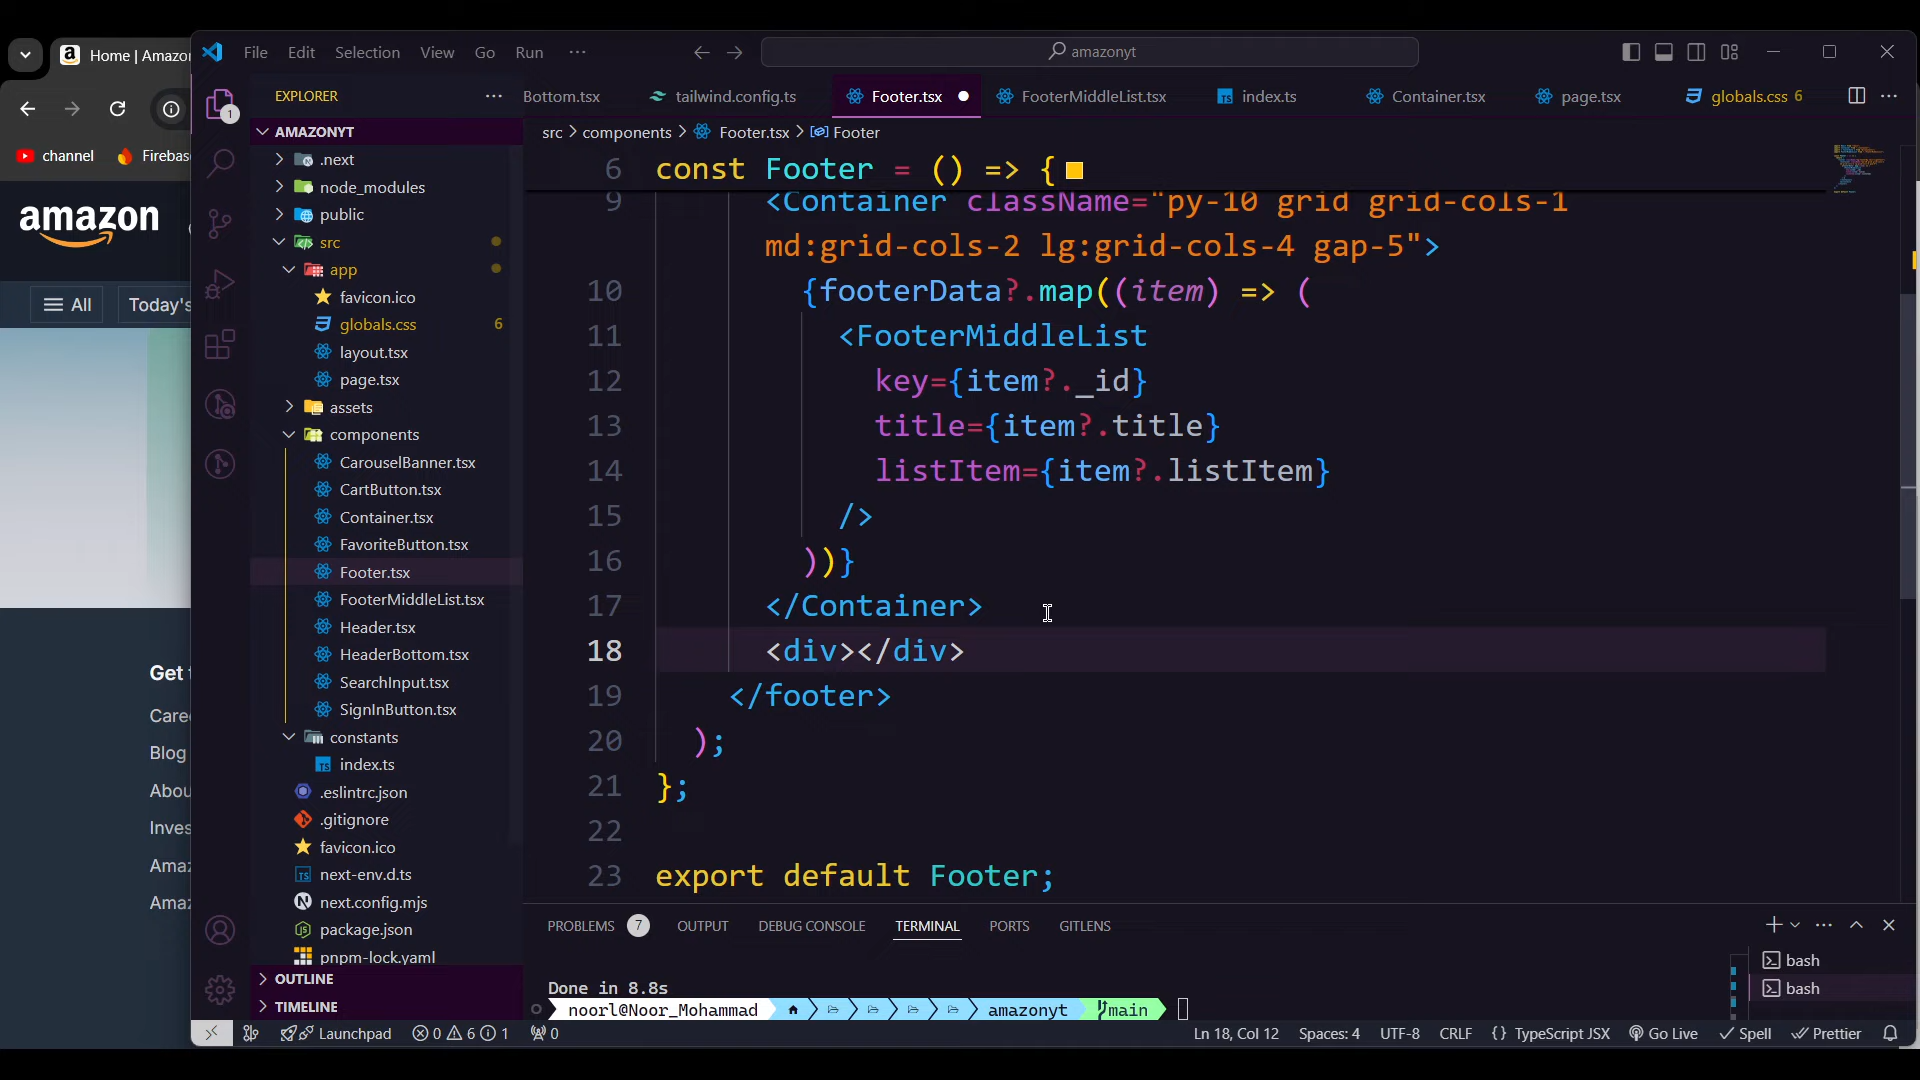 Home | Amazon
File Edit Selection View Go Run ···
amazonyt
EXPLORER ···
Bottom.tsx
tailwind.config.ts
Footer.tsx
FooterMiddleList.tsx
index.ts
Container.tsx
page.tsx
globals.css 6
AMAZONYT
src > components > Footer.tsx > Footer
channel
amazon
All
Today's
.next
node_modules
public
src
app
favicon.ico
globals.css 6
layout.tsx
page.tsx
assets
components
CarouselBanner.tsx
CartButton.tsx
Container.tsx
FavoriteButton.tsx
Footer.tsx
FooterMiddleList.tsx
Header.tsx
HeaderBottom.tsx
SearchInput.tsx
SignInButton.tsx
constants
index.ts
.eslintrc.json
.gitignore
favicon.ico
next-env.d.ts
next.config.mjs
package.json
pnpm-lock.yaml
OUTLINE
TIMELINE
6 const Footer = () => {
9 <Container className="py-10 grid grid-cols-1
md:grid-cols-2 lg:grid-cols-4 gap-5">
10 {footerData?.map((item) => (
11 <FooterMiddleList
12 key={item?._id}
13 title={item?.title}
14 listItem={item?.listItem}
15 />
16 ))}
17 </Container>
18 <div></div>
19 </footer>
20 );
21 };
22
23 export default Footer;
PROBLEMS 7 OUTPUT DEBUG CONSOLE TERMINAL PORTS GITLENS
Done in 8.8s
noorl@Noor_Mohammad amazonyt main
bash
bash
Launchpad 0 6 1 0
Ln 18, Col 12 Spaces: 4 UTF-8 CRLF {} TypeScript JSX Go Live Spell Prettier